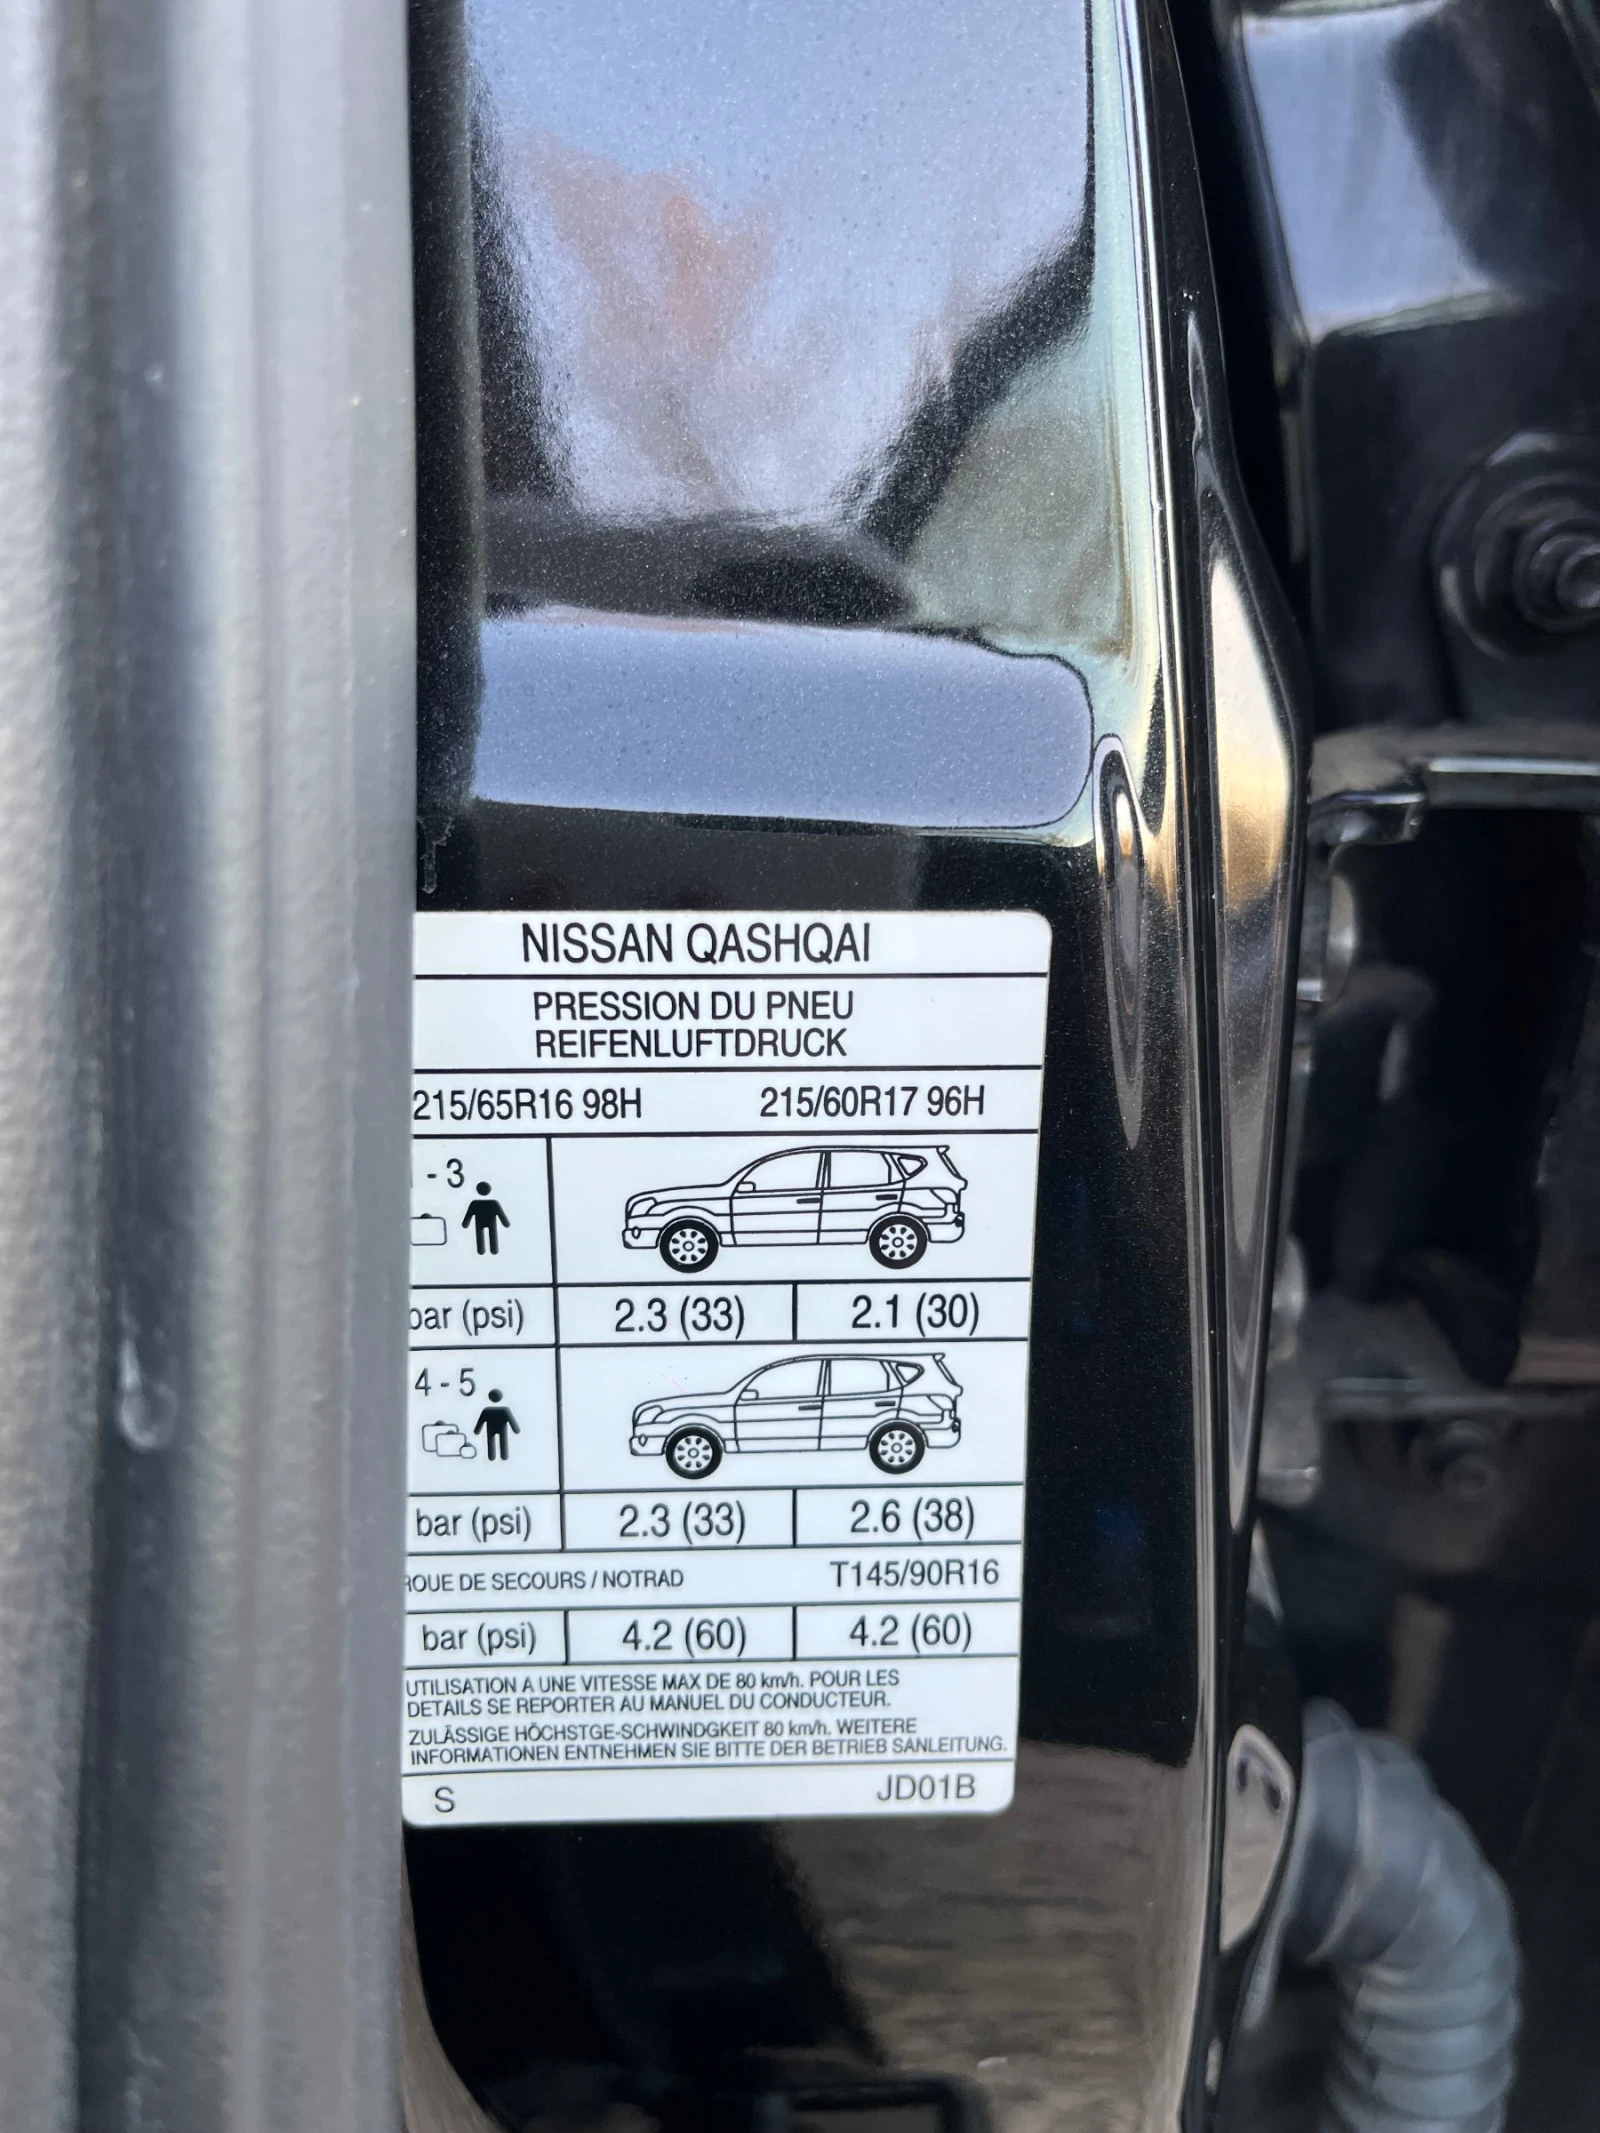 NISSAN QASHQAI
PRESSION DU PNEU
REIFENLUFTDRUCK
215/65R16 98H 215/60R17 96H
- 3
bar (psi) 2.3 (33) 2.1 (30)
4 - 5
bar (psi) 2.3 (33) 2.6 (38)
ROUE DE SECOURS / NOTRAD T145/90R16
bar (psi) 4.2 (60) 4.2 (60)
UTILISATION A UNE VITESSE MAX DE 80 km/h. POUR LES
DETAILS SE REPORTER AU MANUEL DU CONDUCTEUR.
ZULÄSSIGE HÖCHSTGE-SCHWINDGKEIT 80 km/h. WEITERE
INFORMATIONEN ENTNEHMEN SIE BITTE DER BETRIEB SANLEITUNG.
S JD01B